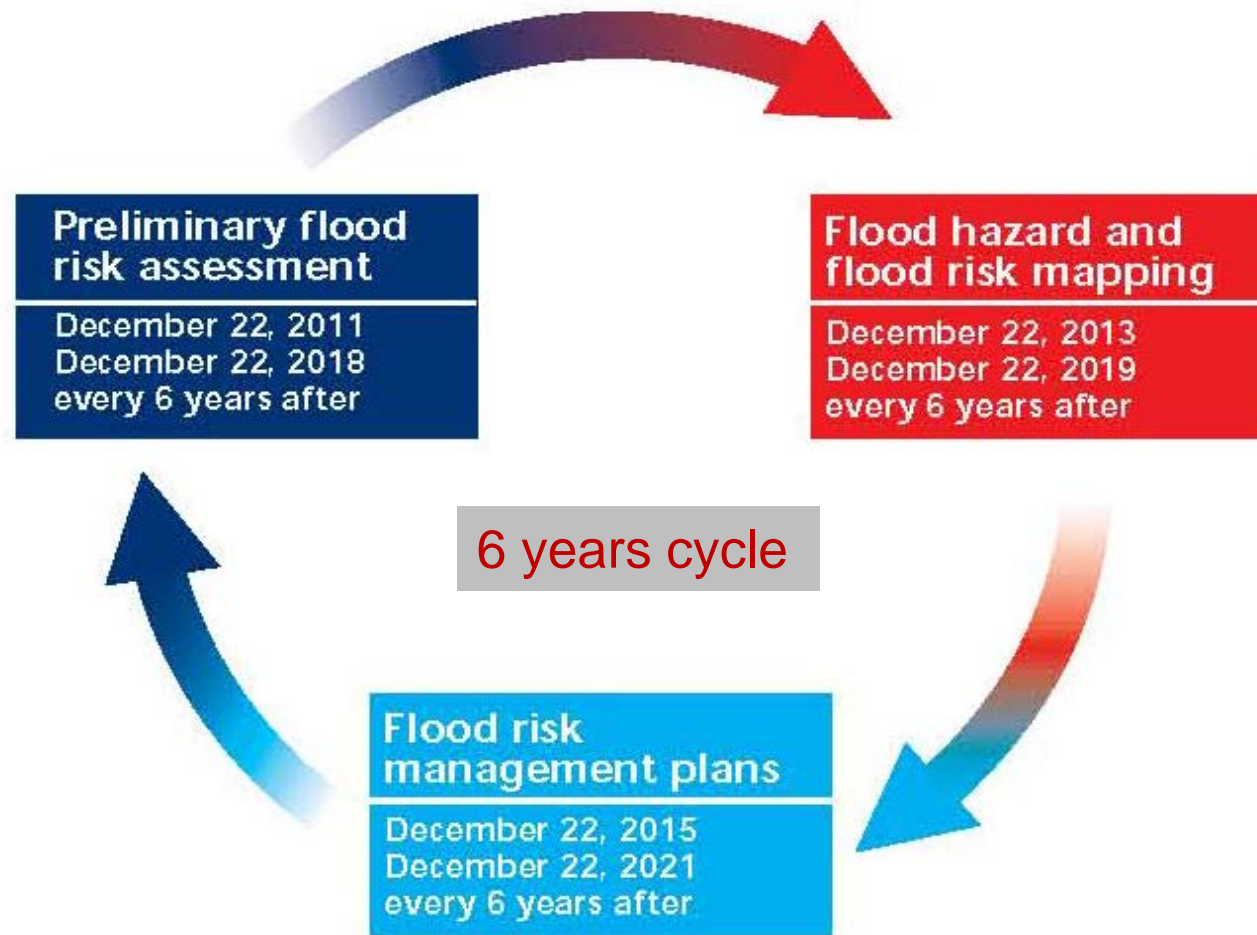 Preliminary flood
risk assessment
December 22, 2011
December 22, 2018
every 6 years after
Flood hazard and
flood risk mapping
December 22, 2013
December 22, 2019
every 6 years after
6 years cycle
Flood risk
management plans
December 22, 2015
December 22, 2021
every 6 years after